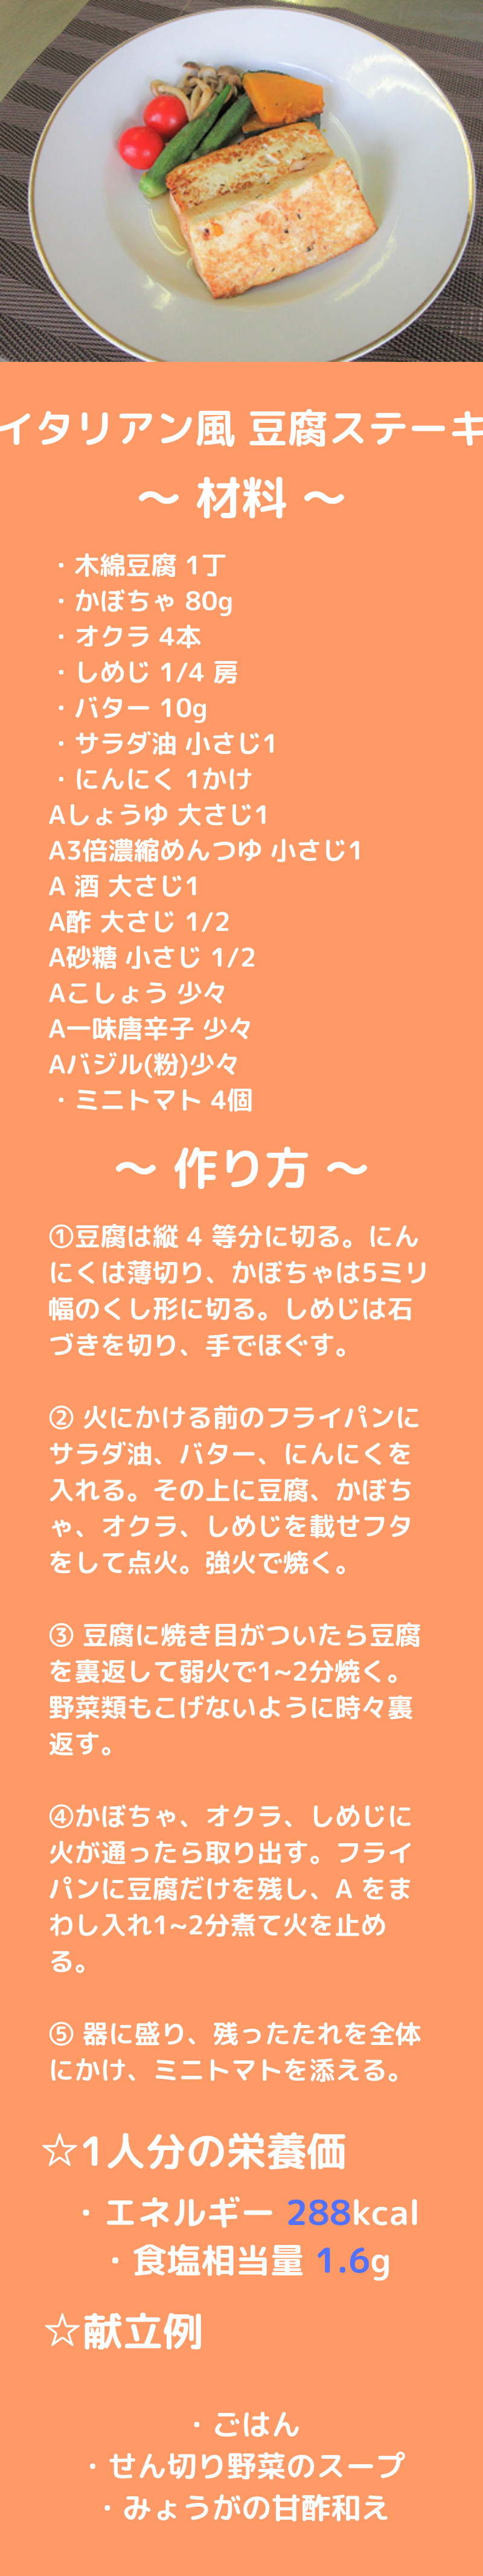 イタリアン風 豆腐ステーキ
〜 材料 〜
・木綿豆腐 1丁
・かぼちゃ 80g
・オクラ 4本
・しめじ 1/4 房
・バター 10g
・サラダ油 小さじ1
・にんにく 1かけ
Aしょうゆ 大さじ1
A3倍濃縮めんつゆ 小さじ1
A 酒 大さじ1
A酢 大さじ 1/2
A砂糖 小さじ 1/2
Aこしょう 少々
A一味唐辛子 少々
Aバジル(粉)少々
・ミニトマト 4個
〜 作り方 〜
①豆腐は縦 4 等分に切る。にん
にくは薄切り、かぼちゃは5ミリ
幅のくし形に切る。しめじは石
づきを切り、手でほぐす。
② 火にかける前のフライパンに
サラダ油、バター、にんにくを
入れる。その上に豆腐、かぼち
ゃ、オクラ、しめじを載せフタ
をして点火。強火で焼く。
③ 豆腐に焼き目がついたら豆腐
を裏返して弱火で1~2分焼く。
野菜類もこげないように時々裏
返す。
④かぼちゃ、オクラ、しめじに
火が通ったら取り出す。フライ
パンに豆腐だけを残し、A をま
わし入れ1~2分煮て火を止め
る。
⑤ 器に盛り、残ったたれを全体
にかけ、ミニトマトを添える。
☆1人分の栄養価
・エネルギー 288kcal
・食塩相当量 1.6g
☆献立例
・ごはん
・せん切り野菜のスープ
・みょうがの甘酢和え